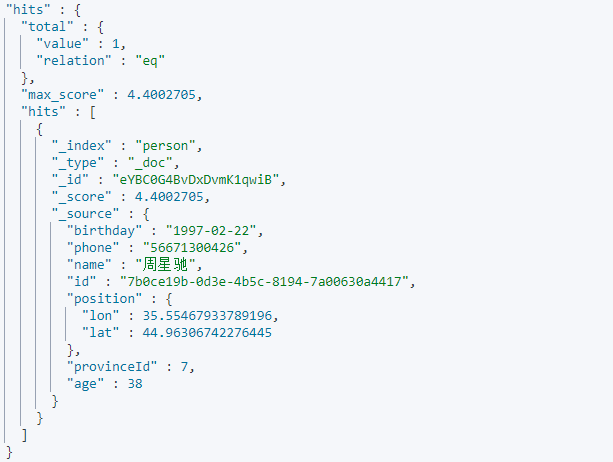 "hits" : {
"total" : {
"value" : 1,
"relation" : "eq"
},
"max_score" : 4.4002705,
"hits" : [
{
"_index" : "person",
"_type" : "_doc",
"_id" : "eYBC0G4BvDxDvmK1qwiB",
"_score" : 4.4002705,
"_source" : {
"birthday" : "1997-02-22",
"phone" : "56671300426",
"name" : "周星驰",
"id" : "7b0ce19b-0d3e-4b5c-8194-7a00630a4417",
"position" : {
"lon" : 35.55467933789196,
"lat" : 44.96306742276445
},
"provinceId" : 7,
"age" : 38
}
}
]
}